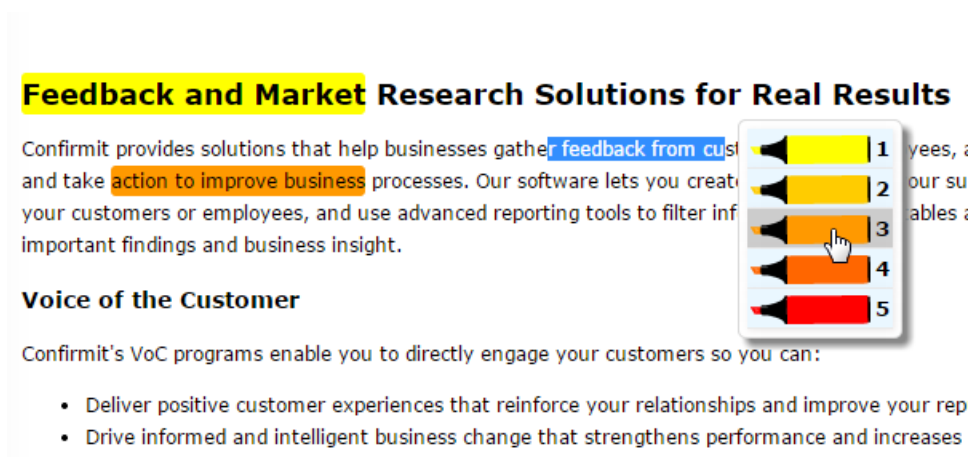 Feedback and Market Research Solutions for Real Results
Confirmit provides solutions that help businesses gather feedback from cust yees, a
and take action to improve business processes. Our software lets you create our su
your customers or employees, and use advanced reporting tools to filter inf ables a
important findings and business insight.
1
2
3
4
5
Voice of the Customer
Confirmit's VoC programs enable you to directly engage your customers so you can:
• Deliver positive customer experiences that reinforce your relationships and improve your rep
• Drive informed and intelligent business change that strengthens performance and increases